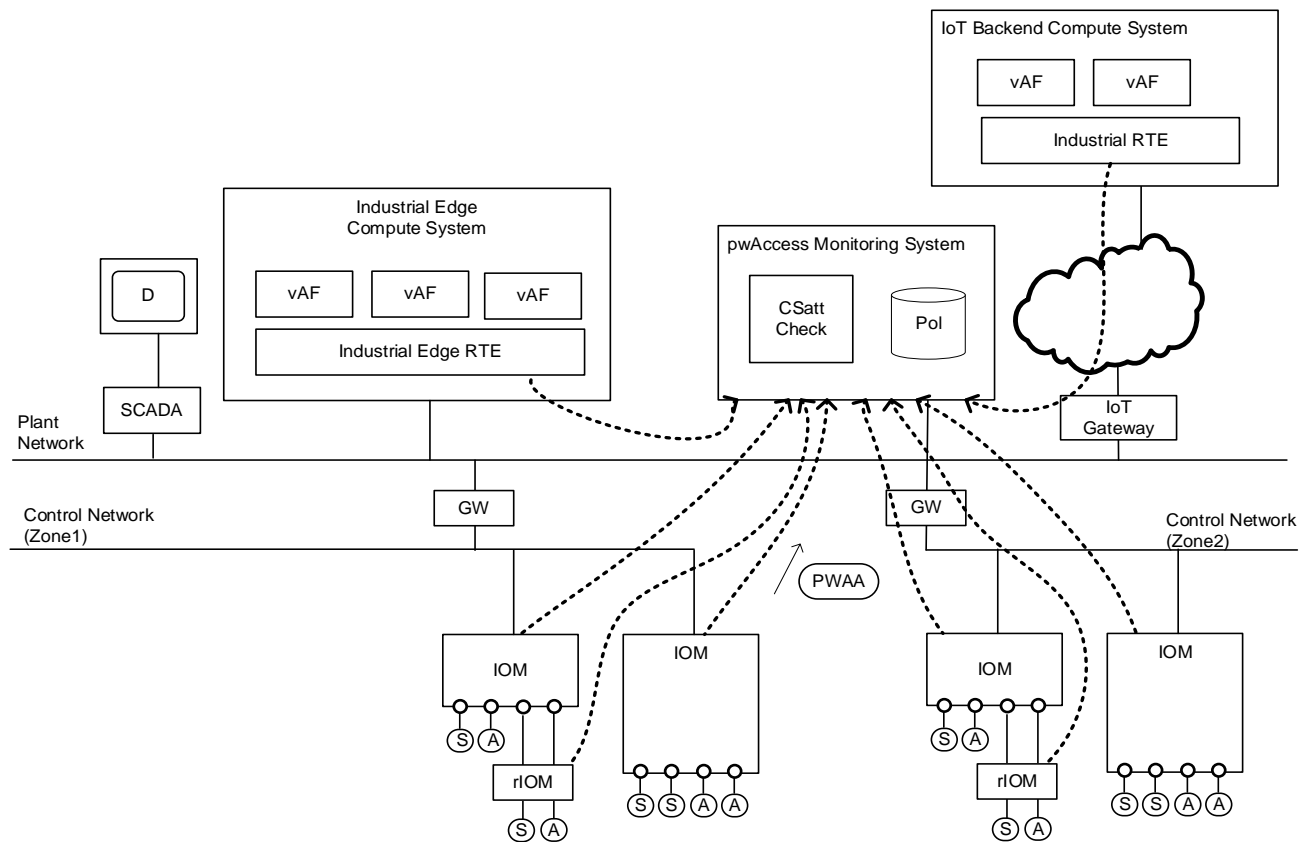 IoT Backend Compute System
vAF
vAF
Industrial RTE
Industrial Edge
Compute System
vAF
vAF
vAF
Industrial Edge RTE
pwAccess Monitoring System
CSatt
Check
Pol
D
SCADA
IoT
Gateway
Plant
Network
GW
GW
Control Network
(Zone1)
Control Network
(Zone2)
PWAA
IOM
IOM
IOM
IOM
S
A
S
A
rIOM
rIOM
S
S
A
A
S
S
A
A
S
A
S
A